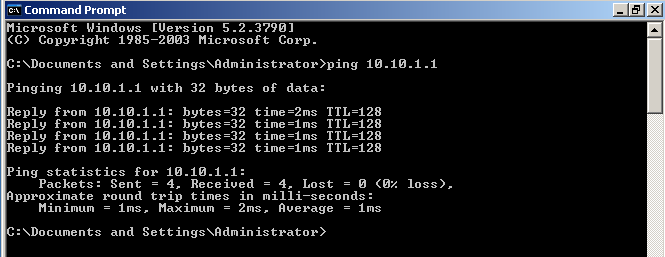 Command Prompt
Microsoft Windows [Version 5.2.3790]
(C) Copyright 1985-2003 Microsoft Corp.
C:\Documents and Settings\Administrator>ping 10.10.1.1
Pinging 10.10.1.1 with 32 bytes of data:
Reply from 10.10.1.1: bytes=32 time=2ms TTL=128
Reply from 10.10.1.1: bytes=32 time=1ms TTL=128
Reply from 10.10.1.1: bytes=32 time=1ms TTL=128
Reply from 10.10.1.1: bytes=32 time=1ms TTL=128
Ping statistics for 10.10.1.1:
    Packets: Sent = 4, Received = 4, Lost = 0 (0% loss),
Approximate round trip times in milli-seconds:
    Minimum = 1ms, Maximum = 2ms, Average = 1ms
C:\Documents and Settings\Administrator>